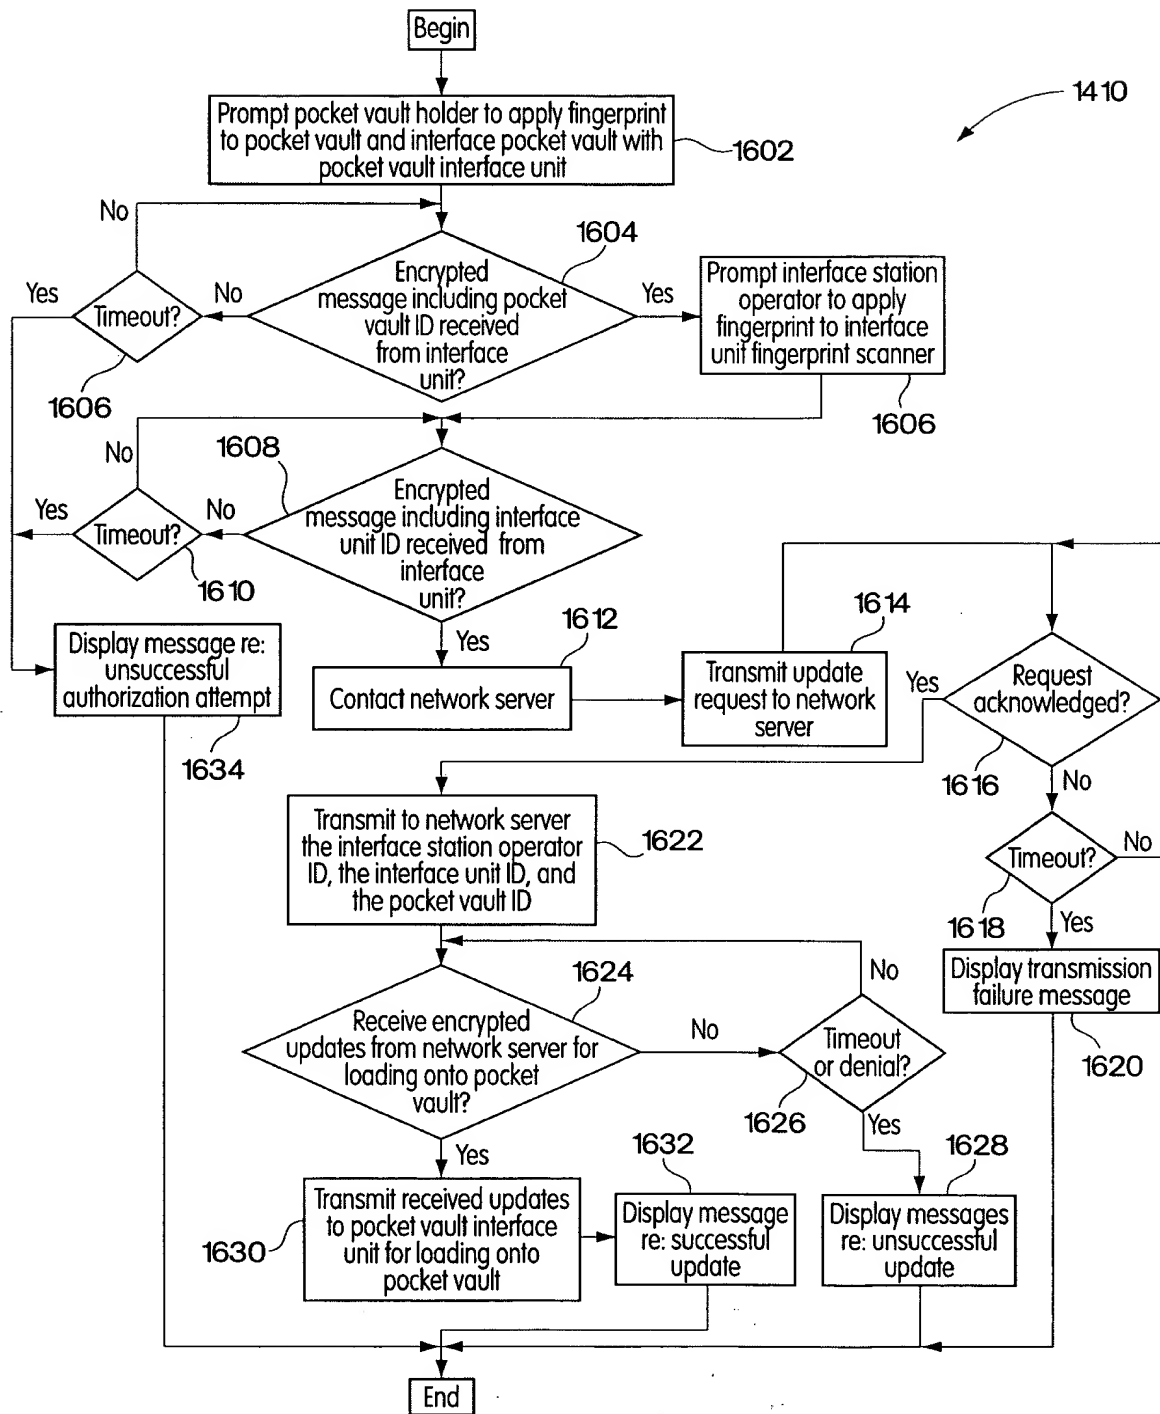 Begin
1410
Prompt pocket vault holder to apply fingerprint
to pocket vault and interface pocket vault with
pocket vault interface unit
1602
No
1604
Encrypted
message including pocket
vault ID received
from interface
unit?
Yes
No
Timeout?
Yes
1606
Prompt interface station
operator to apply
fingerprint to interface
unit fingerprint scanner
1606
No
1608
Encrypted
message including interface
unit ID received from
interface
unit?
No
Timeout?
Yes
1610
Yes
1612
Contact network server
1614
Transmit update
request to network
server
Display message re:
unsuccessful
authorization attempt
1634
Yes
Request
acknowledged?
1616
No
Timeout?
No
1618
Yes
Display transmission
failure message
1620
Transmit to network server
the interface station operator
ID, the interface unit ID, and
the pocket vault ID
1622
1624
Receive encrypted
updates from network server for
loading onto pocket
vault?
No
No
Timeout
or denial?
1626
Yes
Yes
1628
1632
Transmit received updates
to pocket vault interface
unit for loading onto
pocket vault
1630
Display message
re: successful
update
Display messages
re: unsuccessful
update
End